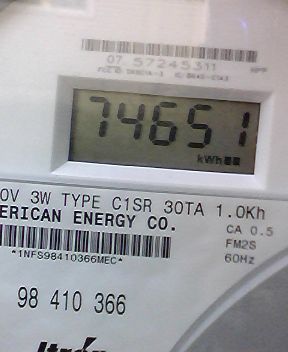 07 57245311
74651
kWh
0V 3W TYPE C1SR 30TA 1.0Kh
ERICAN ENERGY CO.
CA 0.5
FM2S
60Hz
*1NFS98410366MEC*
98 410 366
Itron